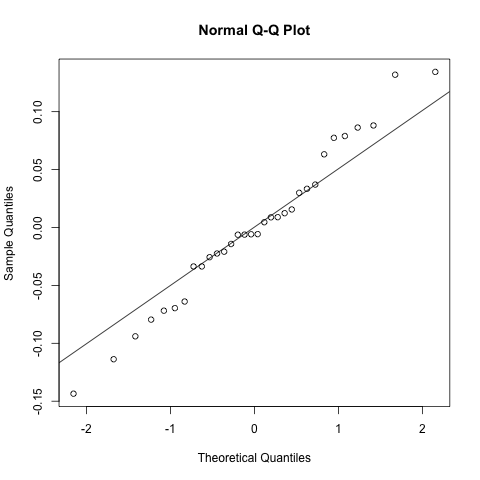 Normal Q-Q Plot
0.10
0.05
0.00
-0.05
-0.10
-0.15
Sample Quantiles
-2 -1 0 1 2
Theoretical Quantiles